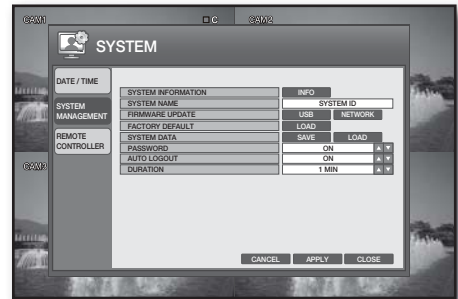 CAM1 C CAM2
SYSTEM
DATE / TIME
SYSTEM MANAGEMENT
REMOTE CONTROLLER
SYSTEM INFORMATION INFO
SYSTEM NAME SYSTEM ID
FIRMWARE UPDATE USB NETWORK
FACTORY DEFAULT LOAD
SYSTEM DATA SAVE LOAD
PASSWORD ON
AUTO LOGOUT ON
DURATION 1 MIN
CAM3
CANCEL APPLY CLOSE